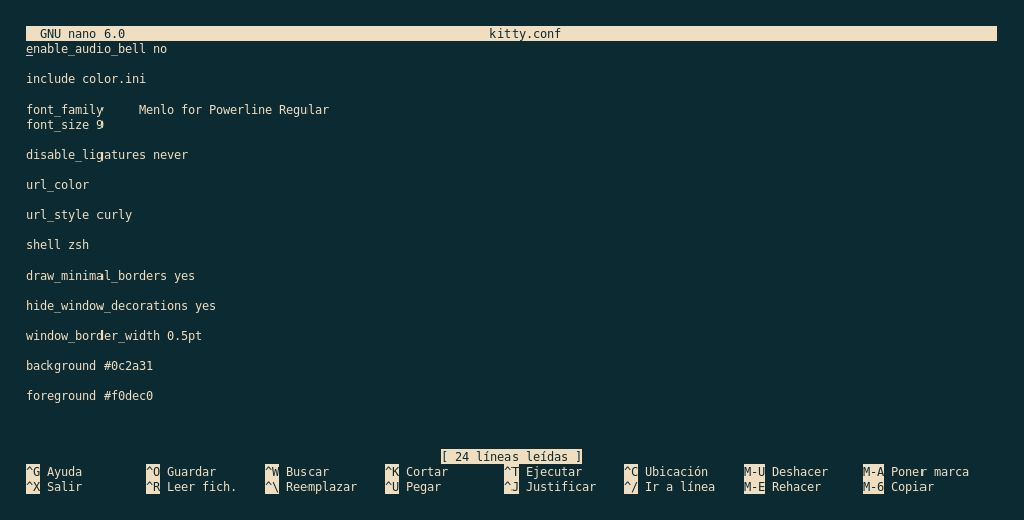 GNU nano 6.0 kitty.conf
enable_audio_bell no
include color.ini
font_family     Menlo for Powerline Regular
font_size 9
disable_ligatures never
url_color
url_style curly
shell zsh
draw_minimal_borders yes
hide_window_decorations yes
window_border_width 0.5pt
background #0c2a31
foreground #f0dec0
[ 24 líneas leídas ]
^G Ayuda ^O Guardar ^W Buscar ^K Cortar ^T Ejecutar ^C Ubicación M-U Deshacer M-A Poner marca
^X Salir ^R Leer fich. ^\ Reemplazar ^U Pegar ^J Justificar ^/ Ir a línea M-E Rehacer M-6 Copiar